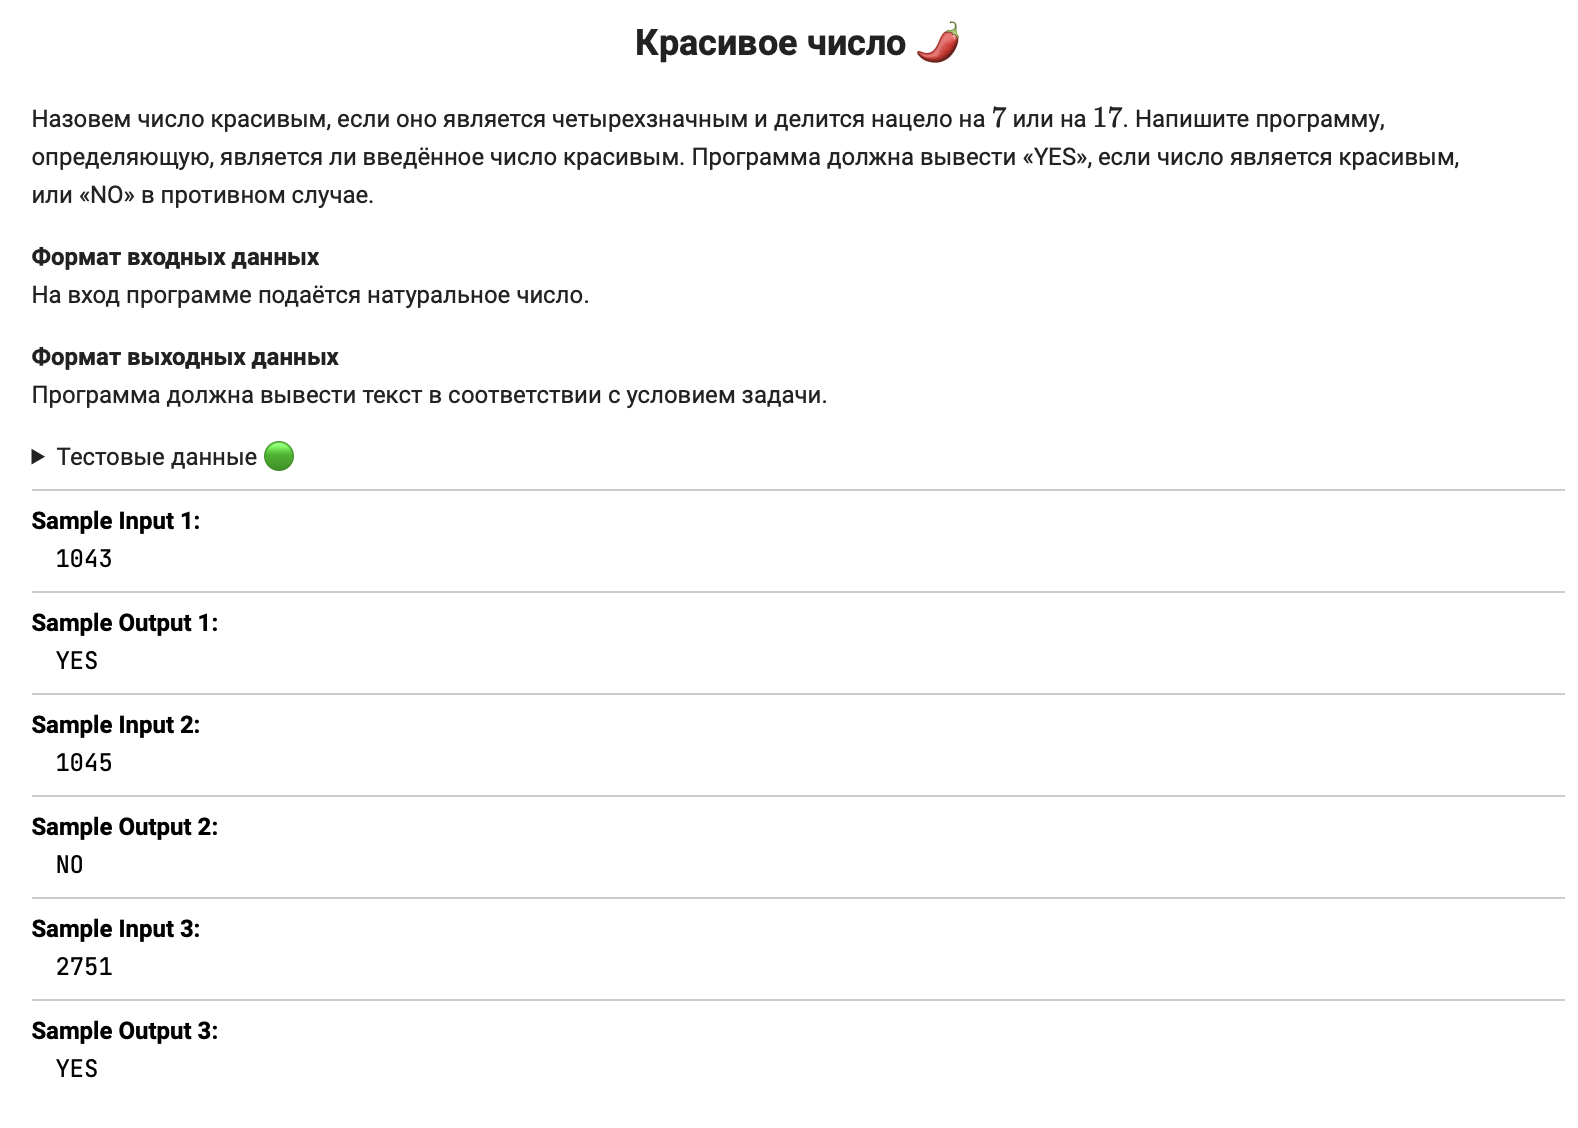 Красивое число 🌶️
Назовем число красивым, если оно является четырехзначным и делится нацело на 7 или на 17. Напишите программу,
определяющую, является ли введённое число красивым. Программа должна вывести «YES», если число является красивым,
или «NO» в противном случае.
Формат входных данных
На вход программе подаётся натуральное число.
Формат выходных данных
Программа должна вывести текст в соответствии с условием задачи.
Тестовые данные 🟢
Sample Input 1:
1043
Sample Output 1:
YES
Sample Input 2:
1045
Sample Output 2:
NO
Sample Input 3:
2751
Sample Output 3:
YES